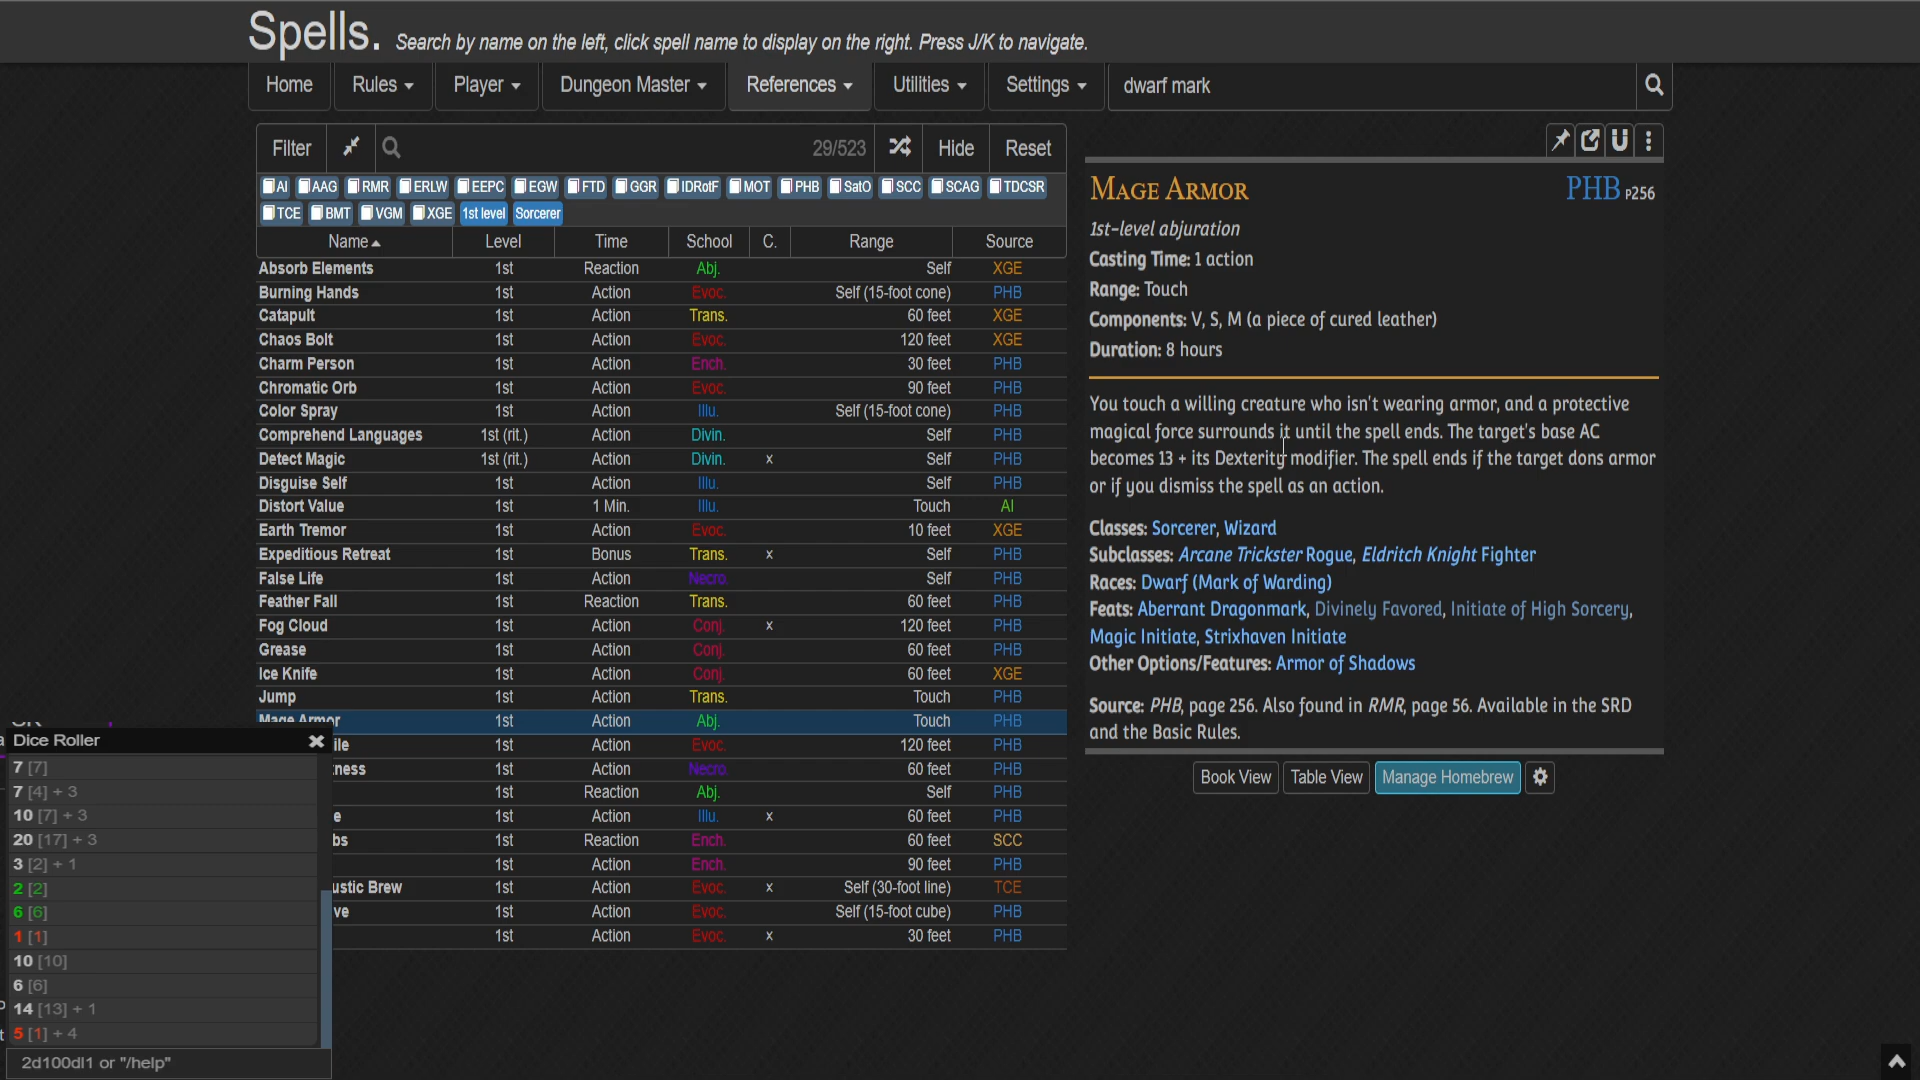 Spells. Search by name on the left, click spell name to display on the right. Press J/K to navigate.
Home Rules Player Dungeon Master References Utilities Settings dwarf mark
Filter 29/523 Hide Reset
AI AAG RMR ERLW EEPC EGW FTD GGR IDRotF MOT PHB SatO SCC SCAG TDCSR
TCE BMT VGM XGE 1st level Sorcerer
Name Level Time School C. Range Source
Absorb Elements 1st Reaction Abj. Self XGE
Burning Hands 1st Action Evoc. Self (15-foot cone) PHB
Catapult 1st Action Trans. 60 feet XGE
Chaos Bolt 1st Action Evoc. 120 feet XGE
Charm Person 1st Action Ench. 30 feet PHB
Chromatic Orb 1st Action Evoc. 90 feet PHB
Color Spray 1st Action Illu. Self (15-foot cone) PHB
Comprehend Languages 1st (rit.) Action Divin. Self PHB
Detect Magic 1st (rit.) Action Divin. x Self PHB
Disguise Self 1st Action Illu. Self PHB
Distort Value 1st 1 Min. Illu. Touch AI
Earth Tremor 1st Action Evoc. 10 feet XGE
Expeditious Retreat 1st Bonus Trans. x Self PHB
False Life 1st Action Necro. Self PHB
Feather Fall 1st Reaction Trans. 60 feet PHB
Fog Cloud 1st Action Conj. x 120 feet PHB
Grease 1st Action Conj. 60 feet PHB
Ice Knife 1st Action Conj. 60 feet XGE
Jump 1st Action Trans. Touch PHB
Mage Armor 1st Action Abj. Touch PHB
ile 1st Action Evoc. 120 feet PHB
ness 1st Action Necro. 60 feet PHB
1st Reaction Abj. Self PHB
e 1st Action Illu. x 60 feet PHB
bs 1st Reaction Ench. 60 feet SCC
1st Action Ench. 90 feet PHB
ustic Brew 1st Action Evoc. x Self (30-foot line) TCE
ve 1st Action Evoc. Self (15-foot cube) PHB
1st Action Evoc. x 30 feet PHB
Dice Roller
7 [7]
7 [4] + 3
10 [7] + 3
20 [17] + 3
3 [2] + 1
2 [2]
6 [6]
1 [1]
10 [10]
6 [6]
14 [13] + 1
5 [1] + 4
2d100dl1 or "/help"
Mage Armor PHB P256
1st-level abjuration
Casting Time: 1 action
Range: Touch
Components: V, S, M (a piece of cured leather)
Duration: 8 hours
You touch a willing creature who isn't wearing armor, and a protective
magical force surrounds it until the spell ends. The target's base AC
becomes 13 + its Dexterity modifier. The spell ends if the target dons armor
or if you dismiss the spell as an action.
Classes: Sorcerer, Wizard
Subclasses: Arcane Trickster Rogue, Eldritch Knight Fighter
Races: Dwarf (Mark of Warding)
Feats: Aberrant Dragonmark, Divinely Favored, Initiate of High Sorcery,
Magic Initiate, Strixhaven Initiate
Other Options/Features: Armor of Shadows
Source: PHB, page 256. Also found in RMR, page 56. Available in the SRD
and the Basic Rules.
Book View Table View Manage Homebrew